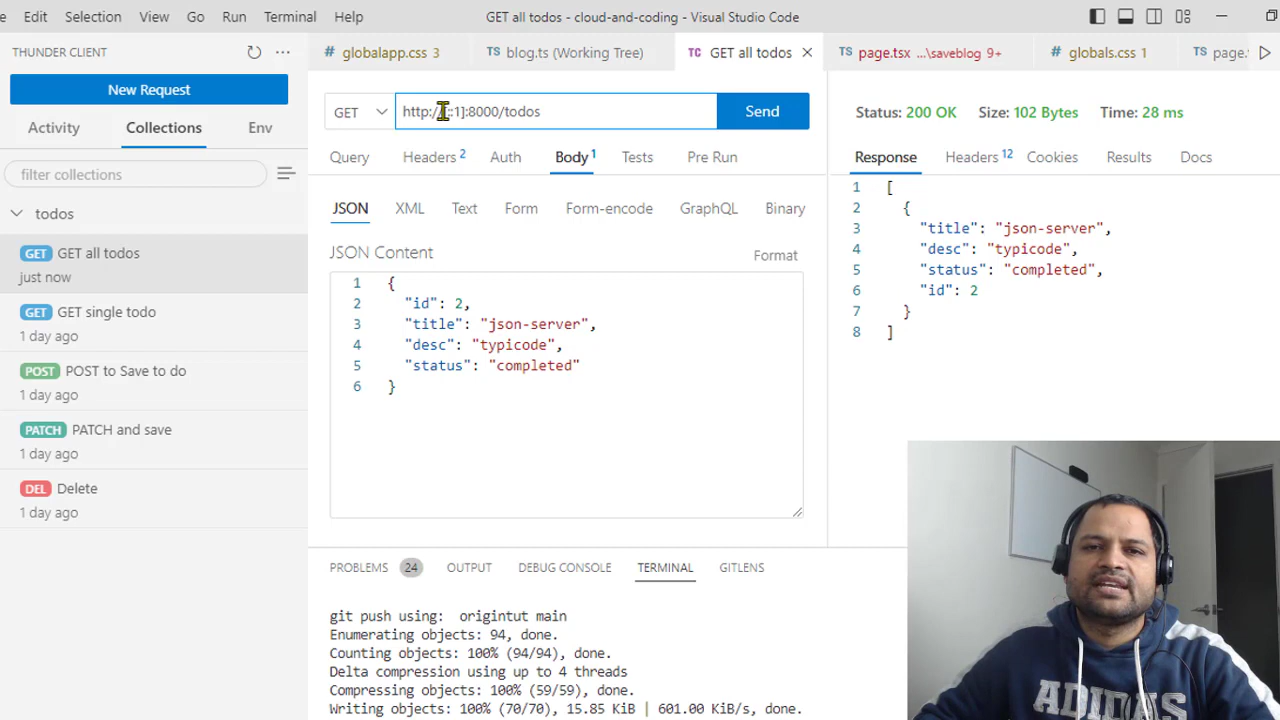 Edit Selection View Go Run Terminal Help GET all todos - cloud-and-coding - Visual Studio Code
THUNDER CLIENT
globalapp.css 3 TS blog.ts (Working Tree) TC GET all todos page.tsx ...\saveblog 9+ globals.css 1 TS page.
New Request
Activity Collections Env
filter collections
todos
GET GET all todos
just now
GET GET single todo
1 day ago
POST POST to Save to do
1 day ago
PATCH PATCH and save
1 day ago
DEL Delete
1 day ago
GET :1]:8000/todos Send
Query Headers 2 Auth Body 1 Tests Pre Run
JSON XML Text Form Form-encode GraphQL Binary
JSON Content Format
1 {
2 "id": 2,
3 "title": "json-server",
4 "desc": "typicode",
5 "status": "completed"
6 }
Status: 200 OK Size: 102 Bytes Time: 28 ms
Response Headers 12 Cookies Results Docs
1 [
2 {
3 "title": "json-server",
4 "desc": "typicode",
5 "status": "completed",
6 "id": 2
7 }
8 ]
PROBLEMS 24 OUTPUT DEBUG CONSOLE TERMINAL GITLENS
git push using: origintut main
Enumerating objects: 94, done.
Counting objects: 100% (94/94), done.
Delta compression using up to 4 threads
Compressing objects: 100% (59/59), done.
Writing objects: 100% (70/70), 15.85 KiB | 601.00 KiB/s, done.
ADIDAS